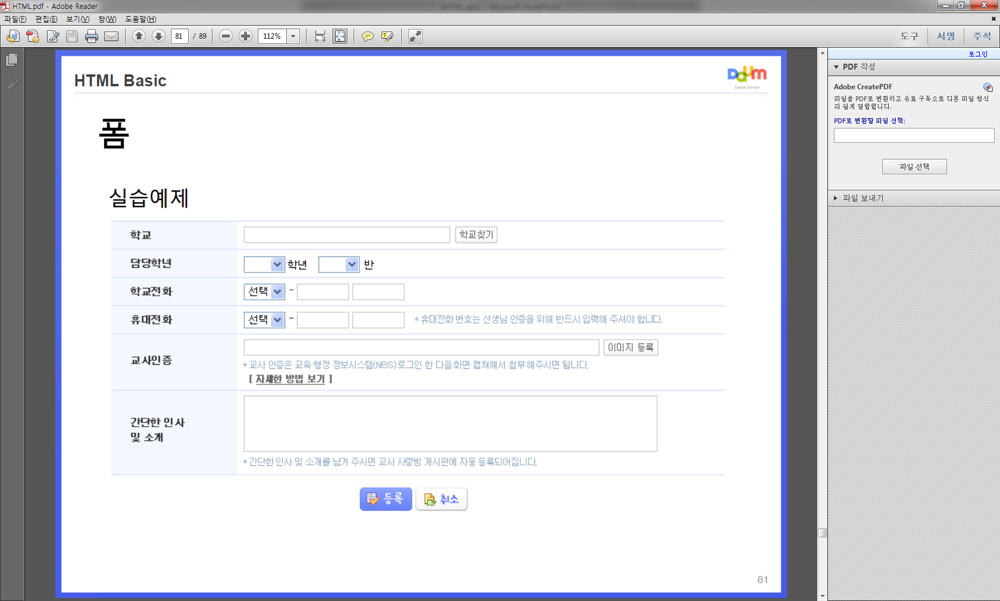 HTML.pdf - Adobe Reader
파일(F) 편집(E) 보기(V) 창(W) 도움말(H)
81 / 89 112% 도구 서명 주석
로그인
PDF 작성
Adobe CreatePDF
파일을 PDF로 변환하고 유료 구독으로 다른 파일 형식
과 쉽게 결합합니다.
PDF로 변환할 파일 선택:
파일 선택
파일 보내기
HTML Basic
Daum
Daum Service
폼
실습예제
학교 학교찾기
담당학년 학년 반
학교전화 선택 -
휴대전화 선택 - * 휴대전화 번호는 선생님 인증을 위해 반드시 입력해 주셔야 합니다.
교사인증 이미지 등록
* 교사 인증은 교육 행정 정보시스템(NEIS)로그인 한 다음화면 캡쳐해서 첨부해주시면 됩니다.
[ 자세한 방법 보기 ]
간단한 인사
및 소개
* 간단한 인사 및 소개를 남겨 주시면 교사 사랑방 게시판에 자동 등록되어집니다.
등록 취소
81